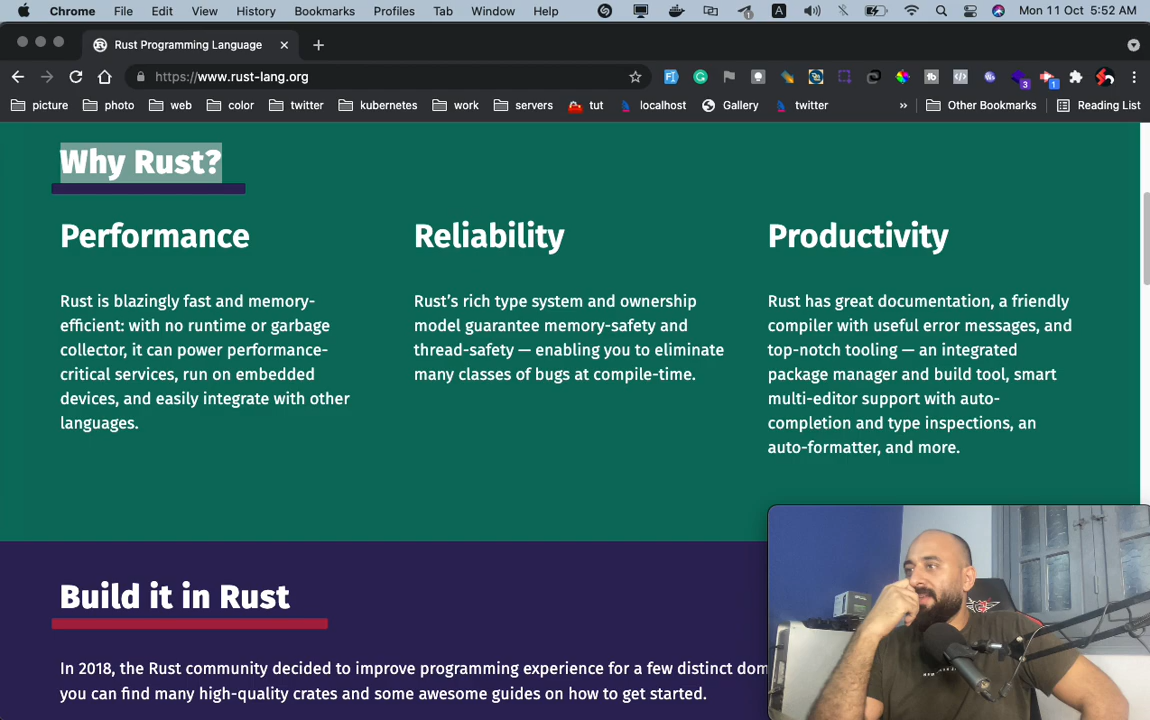 Chrome File Edit View History Bookmarks Profiles Tab Window Help
A
Mon 11 Oct 5:52 AM
Rust Programming Language
https://www.rust-lang.org
3
1
picture photo web color twitter kubernetes work servers tut localhost Gallery twitter » Other Bookmarks Reading List
Why Rust?
Performance
Rust is blazingly fast and memory-
efficient: with no runtime or garbage
collector, it can power performance-
critical services, run on embedded
devices, and easily integrate with other
languages.
Reliability
Rust’s rich type system and ownership
model guarantee memory-safety and
thread-safety — enabling you to eliminate
many classes of bugs at compile-time.
Productivity
Rust has great documentation, a friendly
compiler with useful error messages, and
top-notch tooling — an integrated
package manager and build tool, smart
multi-editor support with auto-
completion and type inspections, an
auto-formatter, and more.
Build it in Rust
In 2018, the Rust community decided to improve programming experience for a few distinct
you can find many high-quality crates and some awesome guides on how to get started.